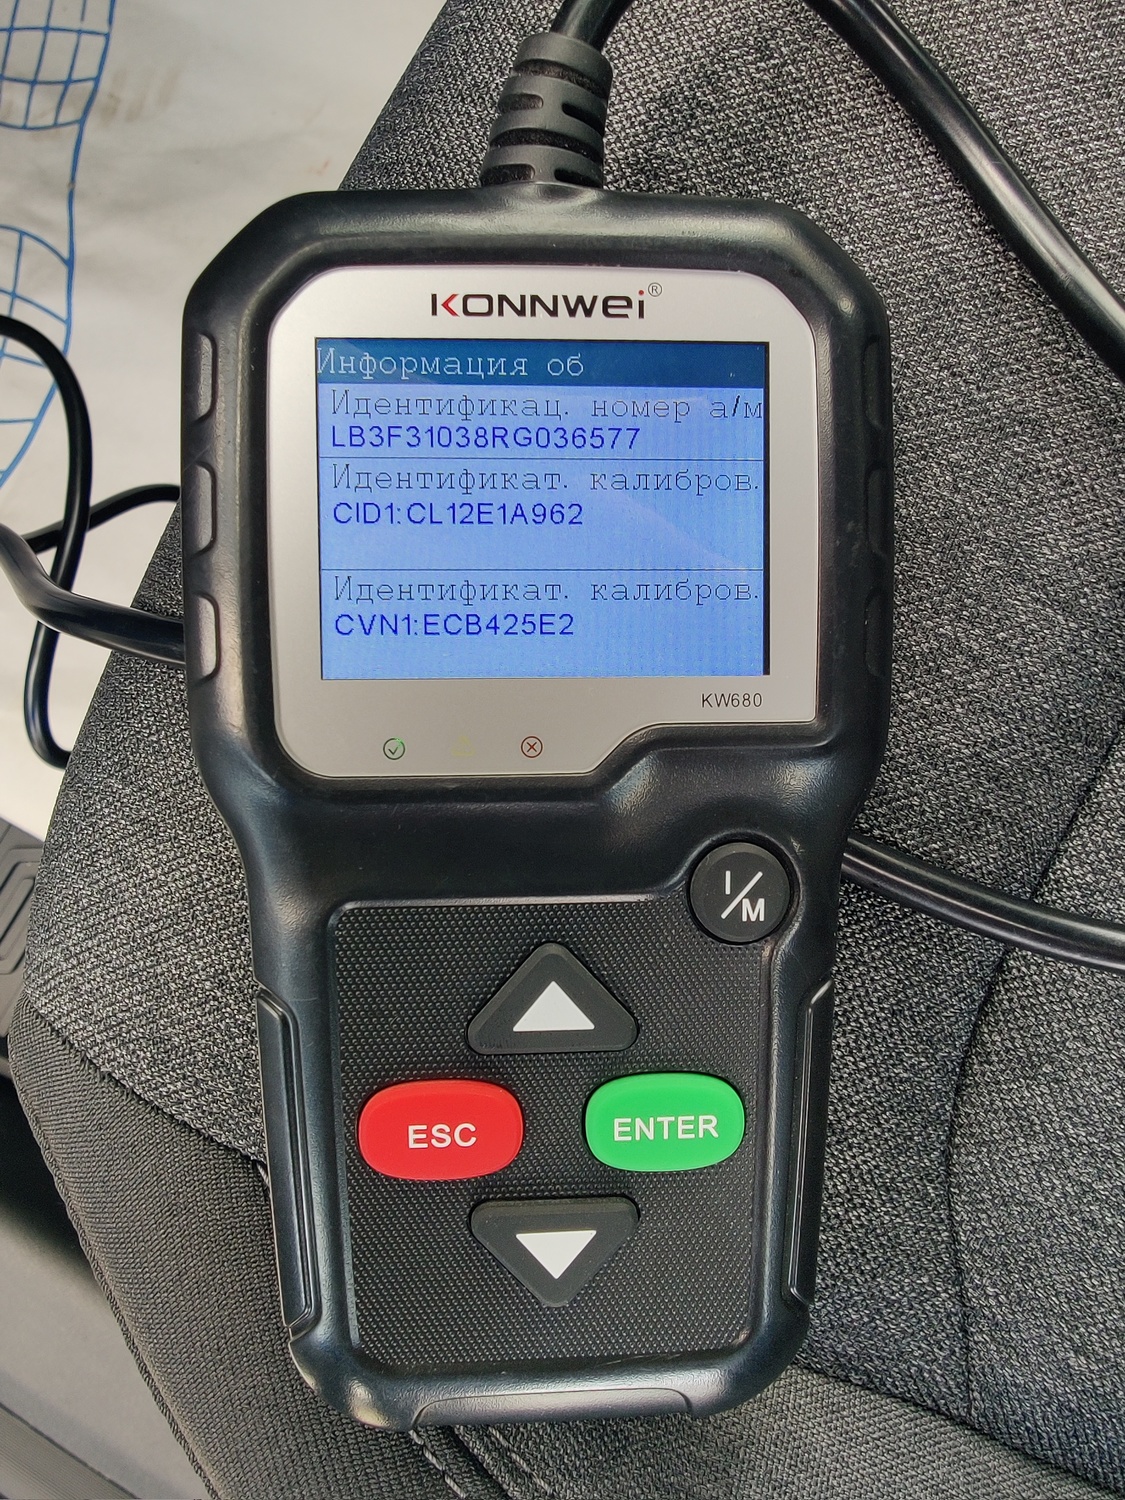 KONNWEI®
Информация об
Идентификац. номер а/м
LB3F31038RG036577
Идентификат. калибров.
CID1:CL12E1A962
Идентификат. калибров.
CVN1:ECB425E2
KW680
I/M
ESC
ENTER